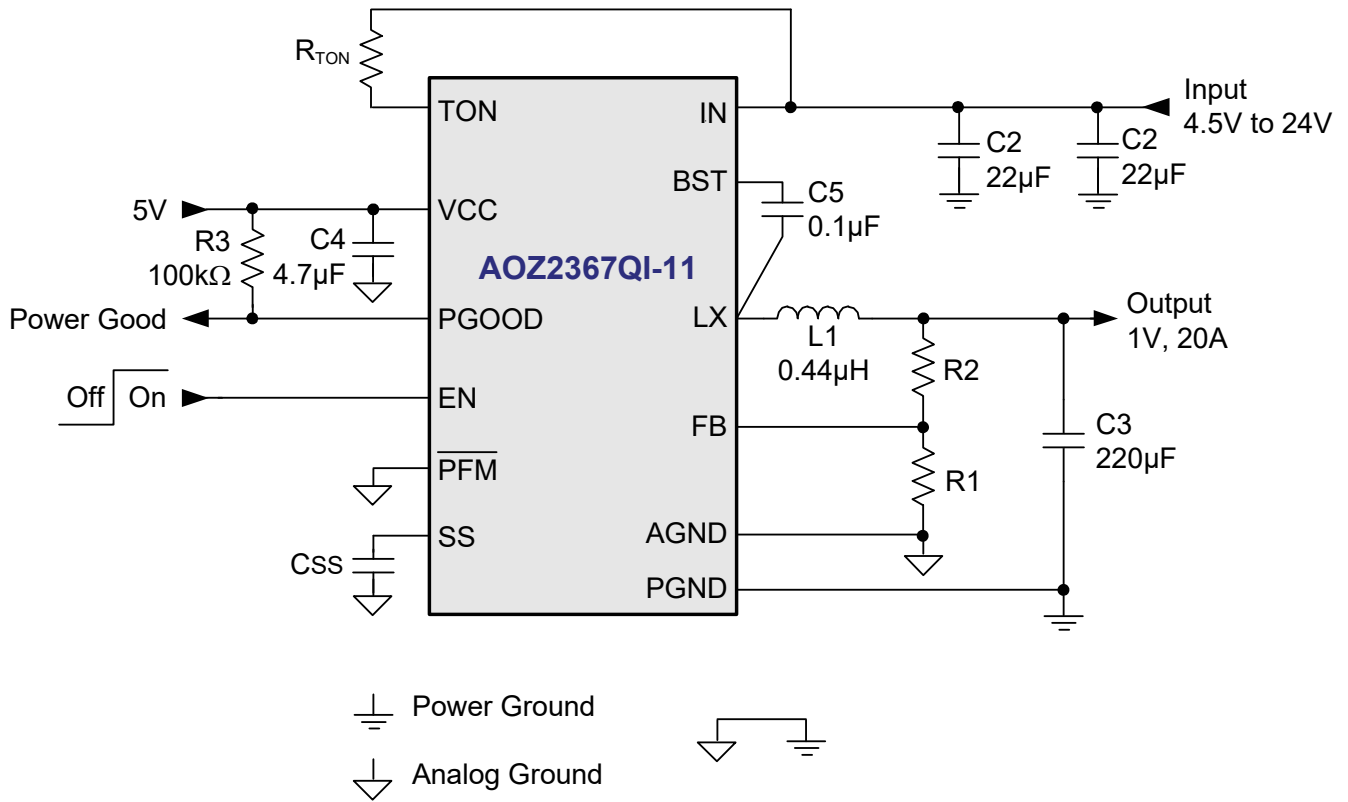 R_TON
TON
IN
Input
4.5V to 24V
C2
22µF
C2
22µF
BST
C5
0.1µF
5V
VCC
R3
100kΩ
C4
4.7µF
AOZ2367QI-11
Power Good
PGOOD
LX
L1
0.44µH
Output
1V, 20A
R2
Off
On
EN
FB
C3
220µF
PFM
R1
SS
CSS
AGND
PGND
Power Ground
Analog Ground